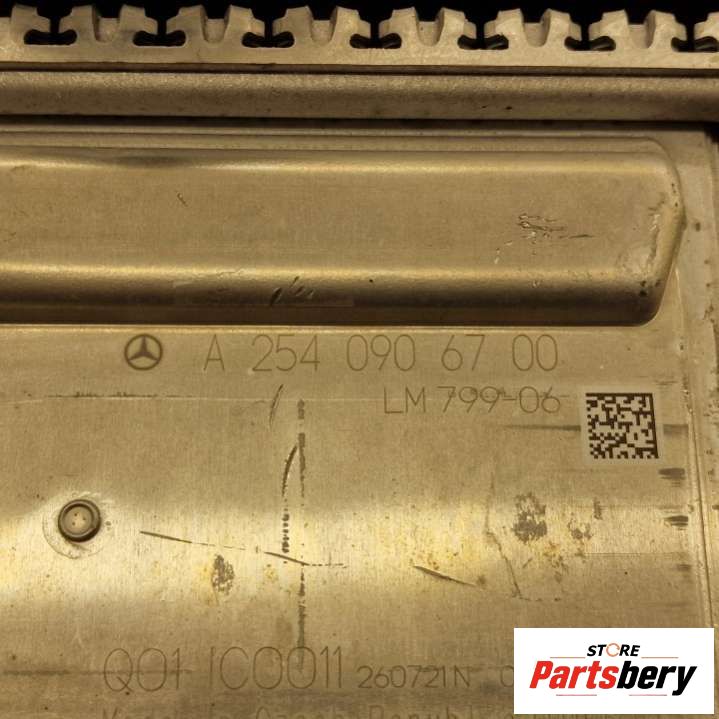 A 254 090 67 00
LM 799-06
Q01 IC0011 260721N
STORE
Partsbery